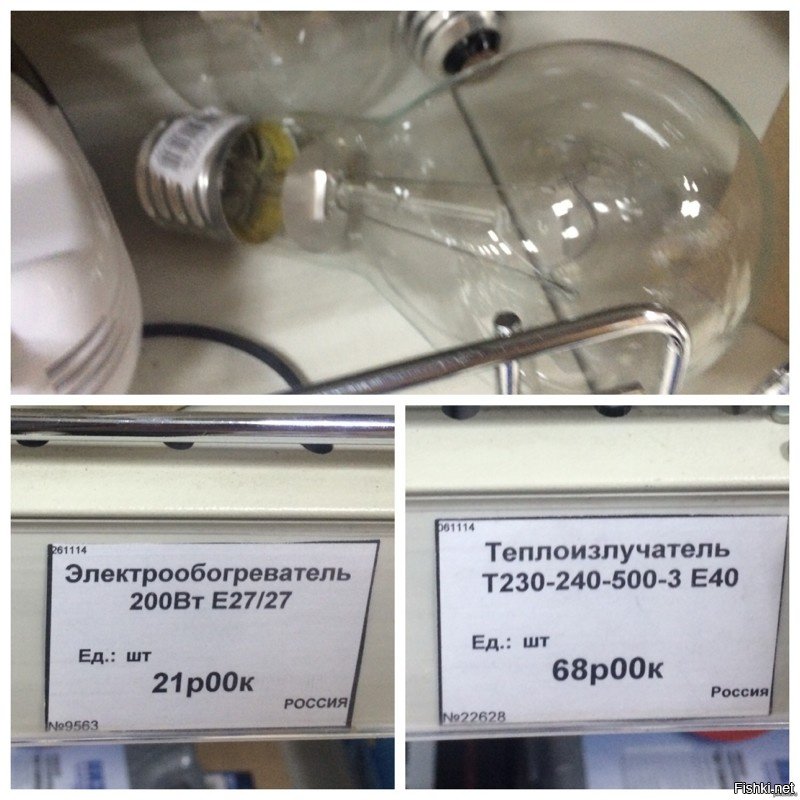 261114
Электрообогреватель
200Вт Е27/27
Ед.: шт
21р00к
РОССИЯ
№9563
061114
Теплоизлучатель
Т230-240-500-3 Е40
Ед.: шт
68р00к
Россия
№22628
Fishki.net